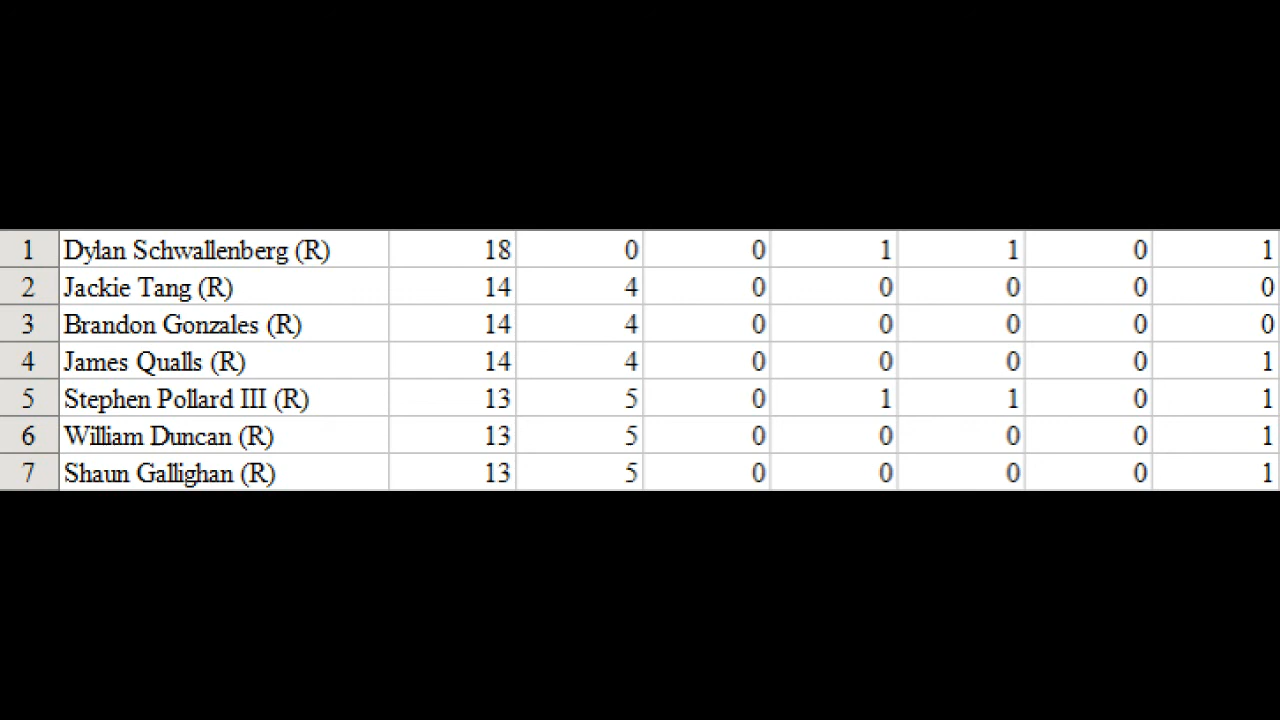 1 Dylan Schwallenberg (R) 18 0 0 1 1 0 1
2 Jackie Tang (R) 14 4 0 0 0 0 0
3 Brandon Gonzales (R) 14 4 0 0 0 0 0
4 James Qualls (R) 14 4 0 0 0 0 1
5 Stephen Pollard III (R) 13 5 0 1 1 0 1
6 William Duncan (R) 13 5 0 0 0 0 1
7 Shaun Gallighan (R) 13 5 0 0 0 0 1